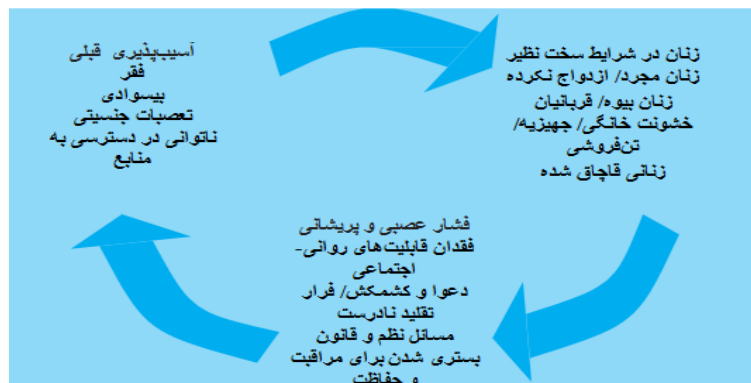 آسیب‌پذیری قبلی
فقر
بیسوادی
تعصبات جنسیتی
ناتوانی در دسترسی به
منابع
زنان در شرایط سخت نظیر
زنان مجرد/ ازدواج نکرده
زنان بیوه/ قربانیان
خشونت خانگی/ جهیزیه/
تن‌فروشی
زنانی قاچاق شده
فشار عصبی و پریشانی
فقدان قابلیت‌های روانی-
اجتماعی
دعوا و کشمکش/ فرار
تقلید نادرست
مسائل نظم و قانون
بستری شدن برای مراقبت
و حفاظت